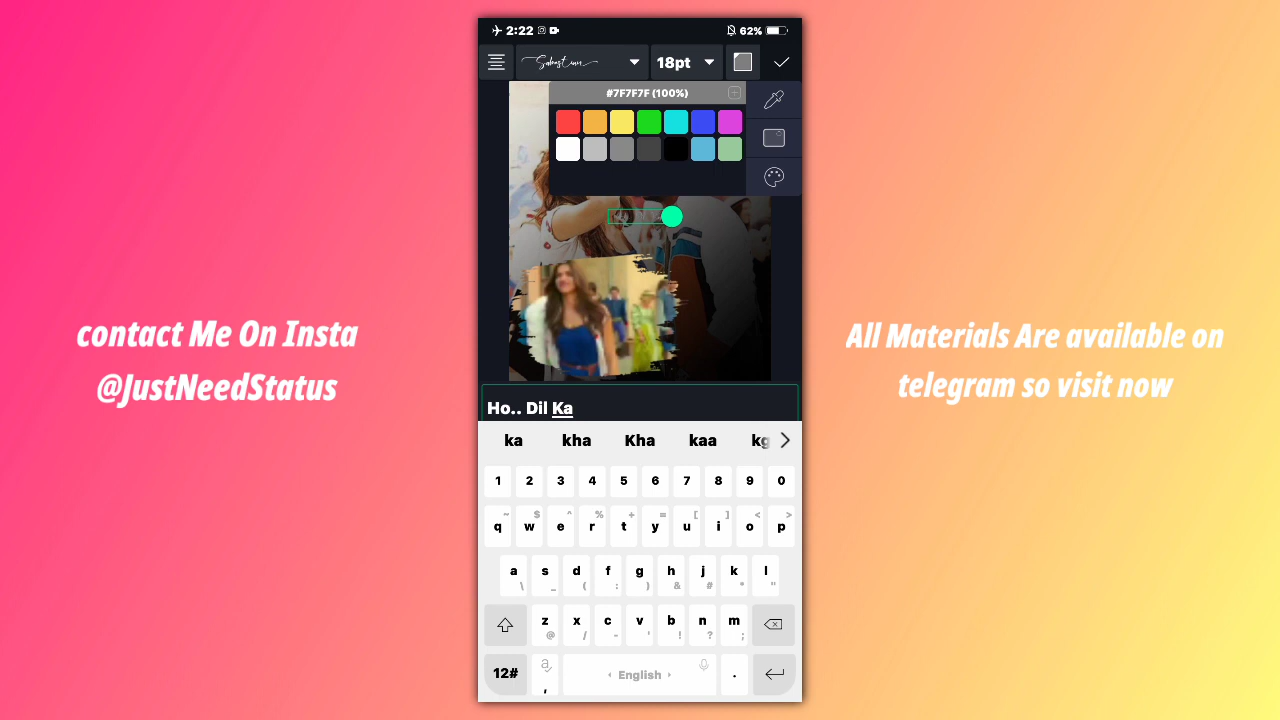 contact Me On Insta
@JustNeedStatus
2:22
62%
Sabastian
18pt
#7F7F7F (100%)
Ho.. Dil Ka
ka kha Kha kaa kg
1 2 3 4 5 6 7 8 9 0
q w e r t y u i o p
~ $ ^ % + = [ ] < >
a s d f g h j k l
\ _ ( : ) & # * "
z x c v b n m
@ / - ' ! ? ;
12# , English .
All Materials Are available on
telegram so visit now